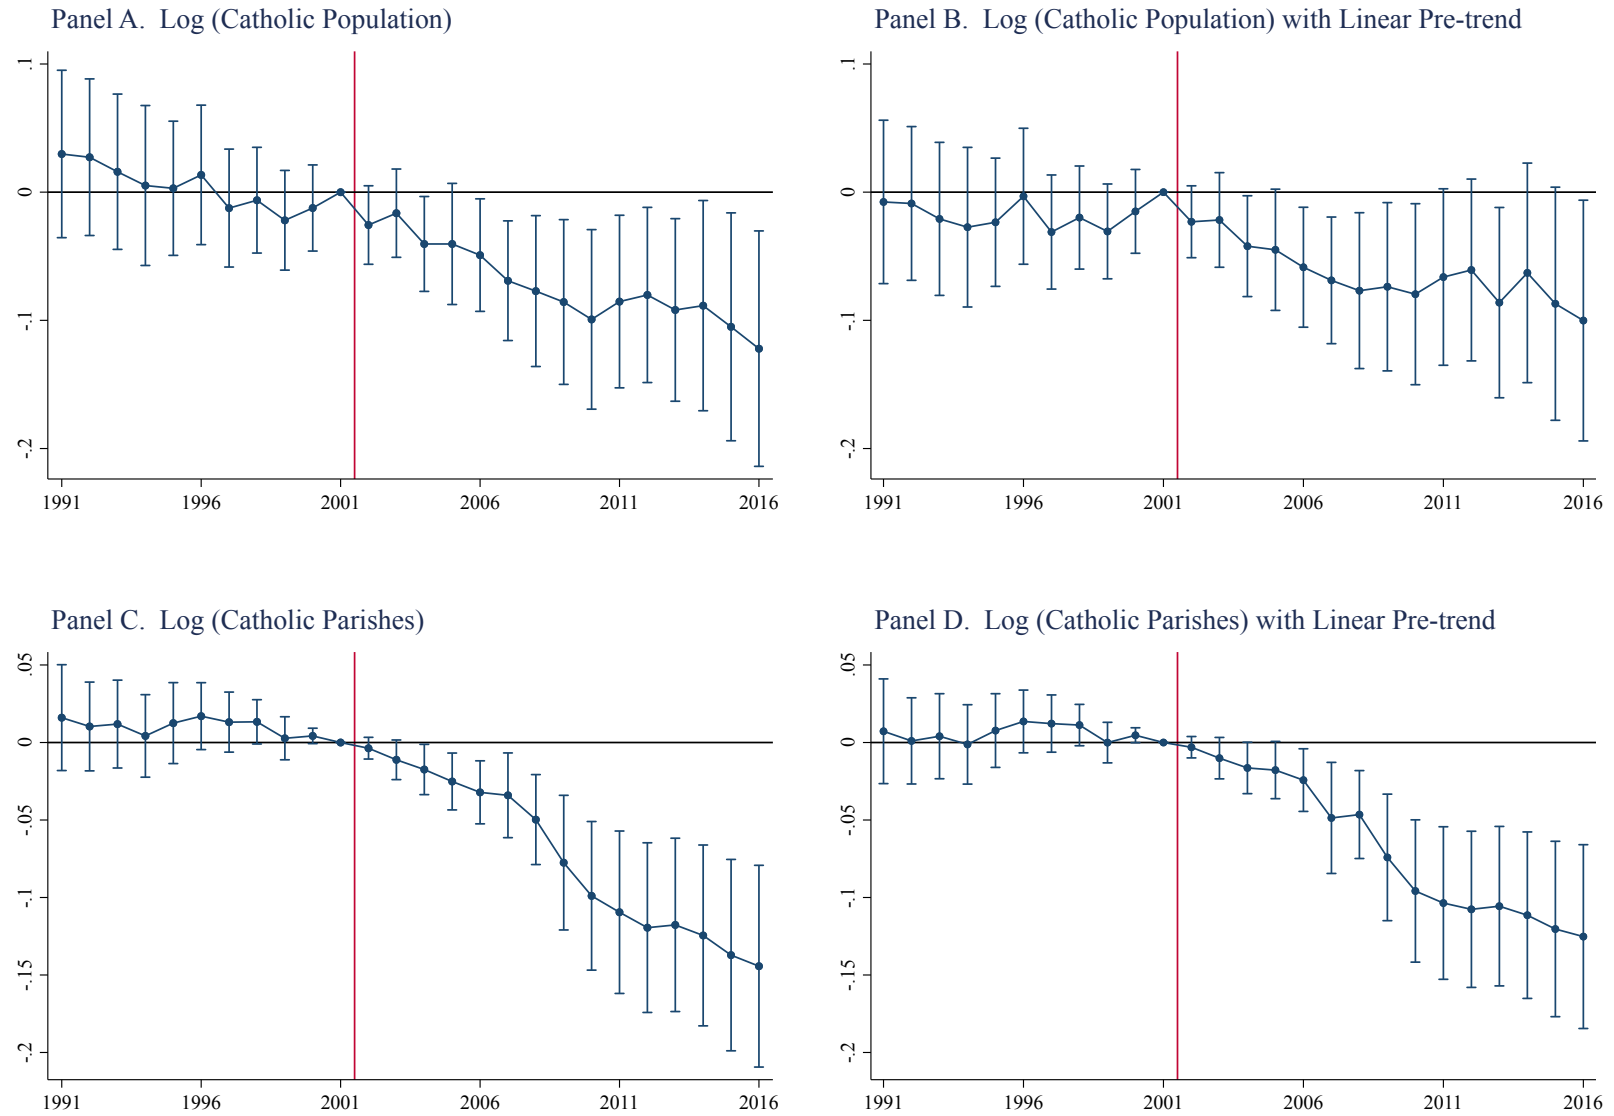 Panel A.  Log (Catholic Population)
.1
0
-.1
-.2
1991 1996 2001 2006 2011 2016
Panel B.  Log (Catholic Population) with Linear Pre-trend
.1
0
-.1
-.2
1991 1996 2001 2006 2011 2016
Panel C.  Log (Catholic Parishes)
.05
0
-.05
-.1
-.15
-.2
1991 1996 2001 2006 2011 2016
Panel D.  Log (Catholic Parishes) with Linear Pre-trend
.05
0
-.05
-.1
-.15
-.2
1991 1996 2001 2006 2011 2016